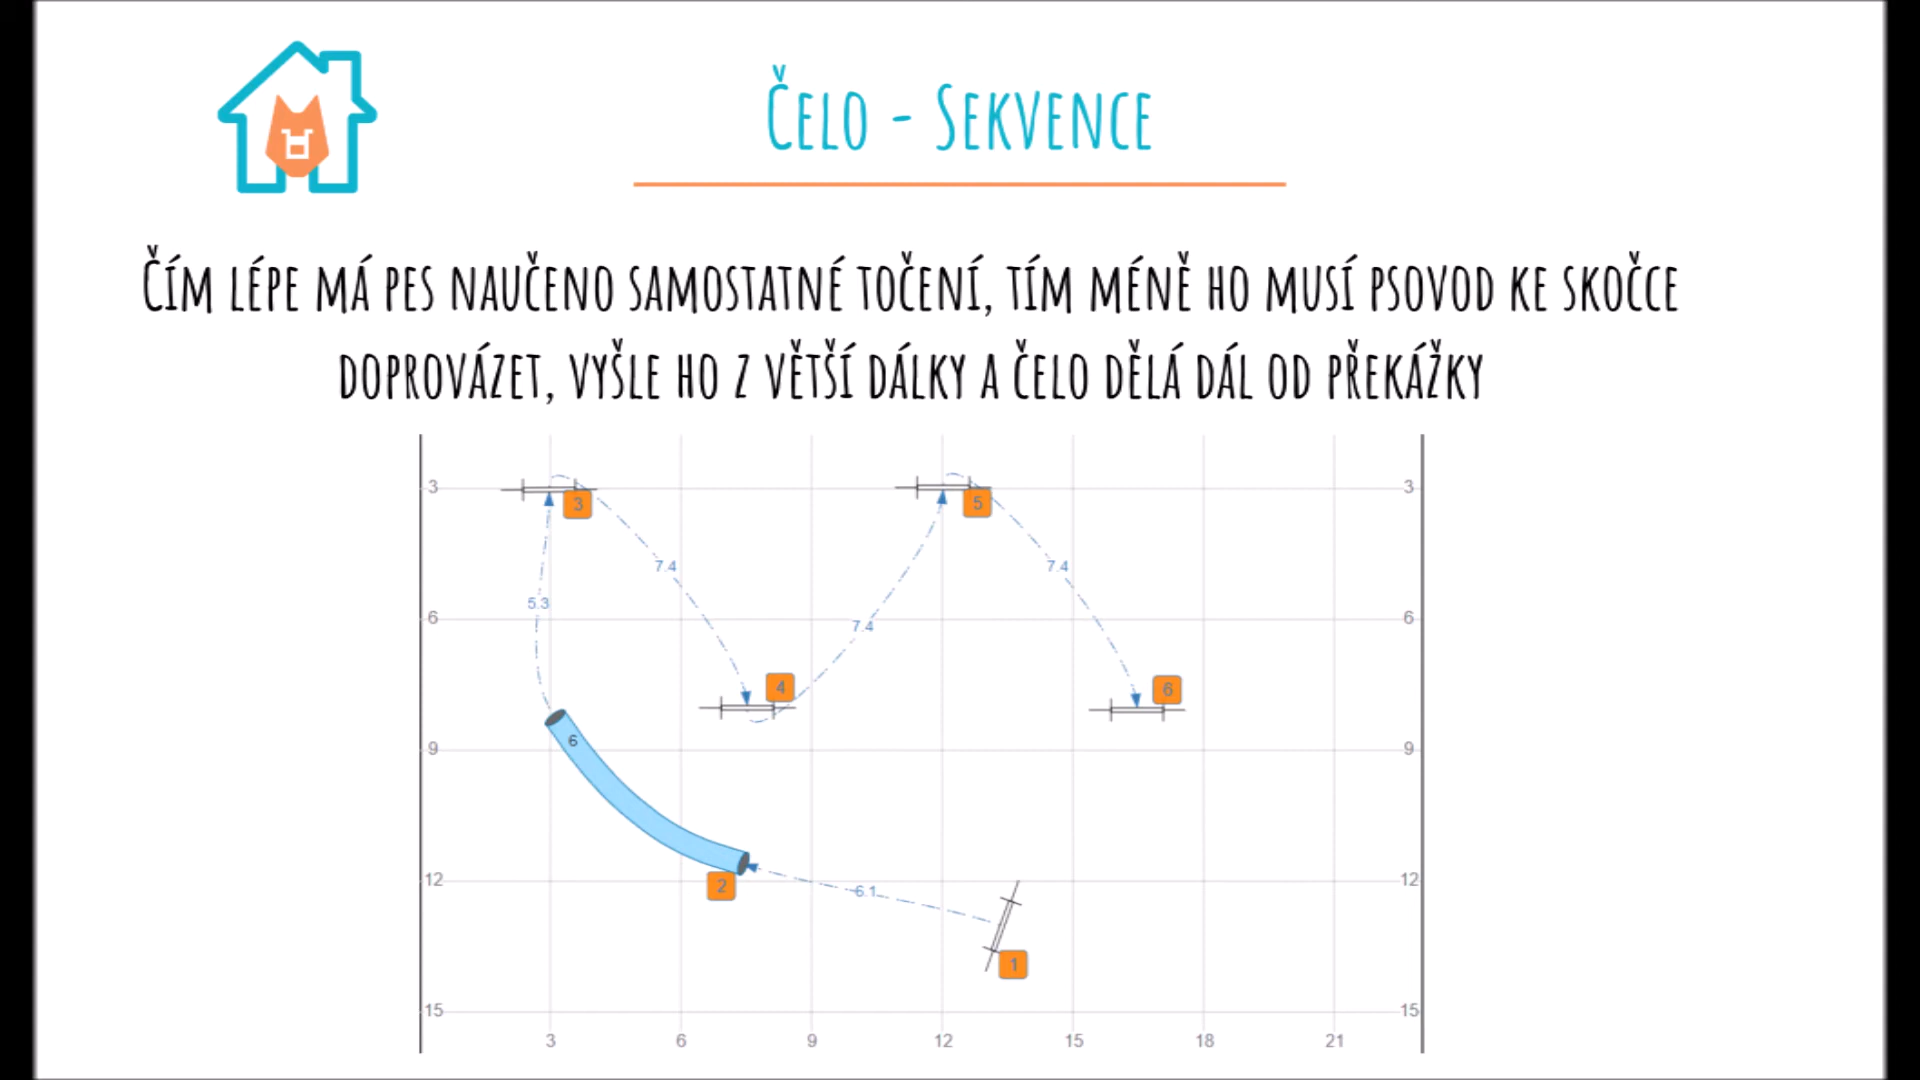 Čelo - Sekvence
Čím lépe má pes naučeno samostatné točení, tím méně ho musí psovod ke skočce
doprovázet, vyšle ho z větší dálky a čelo dělá dál od překážky
3 3
3 5
7.4 7.4
5.3
6 6
7.4
4 6
6
9 9
2
12 6.1 12
1
15 15
3 6 9 12 15 18 21